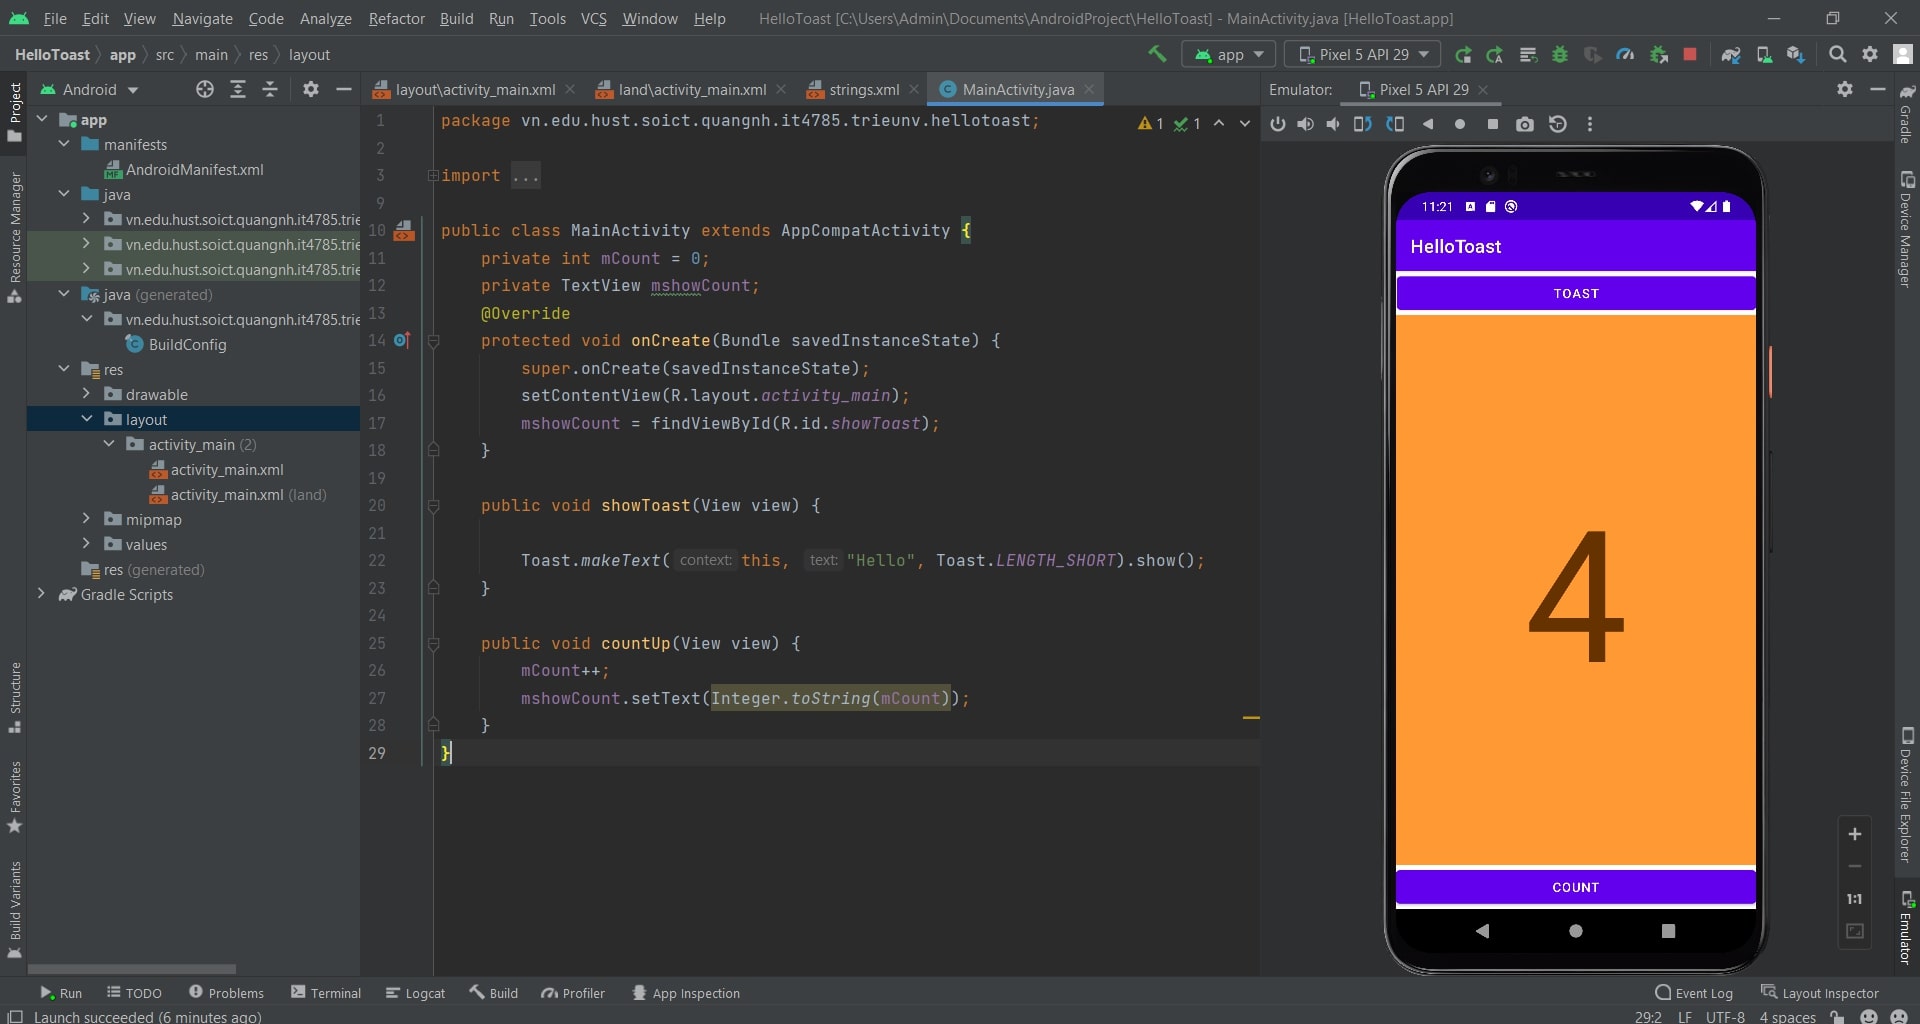 File Edit View Navigate Code Analyze Refactor Build Run Tools VCS Window Help HelloToast [C:\Users\Admin\Documents\AndroidProject\HelloToast] - MainActivity.java [HelloToast.app]
HelloToast app src main res layout app Pixel 5 API 29
Android layout\activity_main.xml land\activity_main.xml strings.xml MainActivity.java Emulator: Pixel 5 API 29
Project
Resource Manager
Structure
Favorites
Build Variants
app
manifests
AndroidManifest.xml
java
vn.edu.hust.soict.quangnh.it4785.trie
vn.edu.hust.soict.quangnh.it4785.trie
vn.edu.hust.soict.quangnh.it4785.trie
java (generated)
vn.edu.hust.soict.quangnh.it4785.trie
BuildConfig
res
drawable
layout
activity_main (2)
activity_main.xml
activity_main.xml (land)
mipmap
values
res (generated)
Gradle Scripts
1 package vn.edu.hust.soict.quangnh.it4785.trieunv.hellotoast;
1 1
2
3 import ...
9
10 public class MainActivity extends AppCompatActivity {
11 private int mCount = 0;
12 private TextView mshowCount;
13 @Override
14 protected void onCreate(Bundle savedInstanceState) {
15 super.onCreate(savedInstanceState);
16 setContentView(R.layout.activity_main);
17 mshowCount = findViewById(R.id.showToast);
18 }
19
20 public void showToast(View view) {
21
22 Toast.makeText( context: this, text: "Hello", Toast.LENGTH_SHORT).show();
23 }
24
25 public void countUp(View view) {
26 mCount++;
27 mshowCount.setText(Integer.toString(mCount));
28 }
29 }
11:21
HelloToast
TOAST
4
COUNT
1:1
Gradle
Device Manager
Device File Explorer
Emulator
Run TODO Problems Terminal Logcat Build Profiler App Inspection Event Log Layout Inspector
Launch succeeded (6 minutes ago) 29:2 LF UTF-8 4 spaces